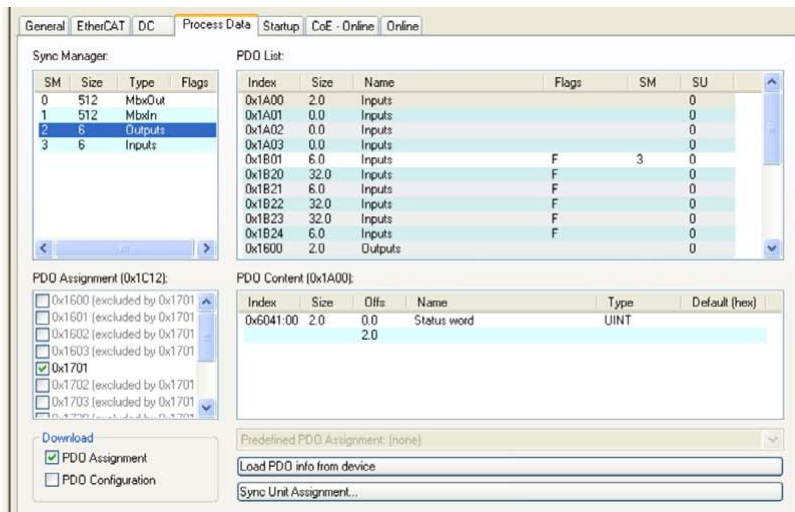 General EtherCAT DC Process Data Startup CoE - Online Online
Sync Manager:
SM Size Type Flags
0 512 MbxOut
1 512 MbxIn
2 6 Outputs
3 6 Inputs
PDO List:
Index Size Name Flags SM SU
0x1A00 2.0 Inputs 0
0x1A01 0.0 Inputs 0
0x1A02 0.0 Inputs 0
0x1A03 0.0 Inputs 0
0x1B01 6.0 Inputs F 3 0
0x1B20 32.0 Inputs F 0
0x1B21 6.0 Inputs F 0
0x1B22 32.0 Inputs F 0
0x1B23 32.0 Inputs F 0
0x1B24 6.0 Inputs F 0
0x1600 2.0 Outputs 0
PDO Assignment (0x1C12):
0x1600 (excluded by 0x1701
0x1601 (excluded by 0x1701
0x1602 (excluded by 0x1701
0x1603 (excluded by 0x1701
0x1701
0x1702 (excluded by 0x1701
0x1703 (excluded by 0x1701
PDO Content (0x1A00):
Index Size Offs Name Type Default (hex)
0x6041:00 2.0 0.0 Status word UINT
2.0
Download
PDO Assignment
PDO Configuration
Predefined PDO Assignment: (none)
Load PDO info from device
Sync Unit Assignment...